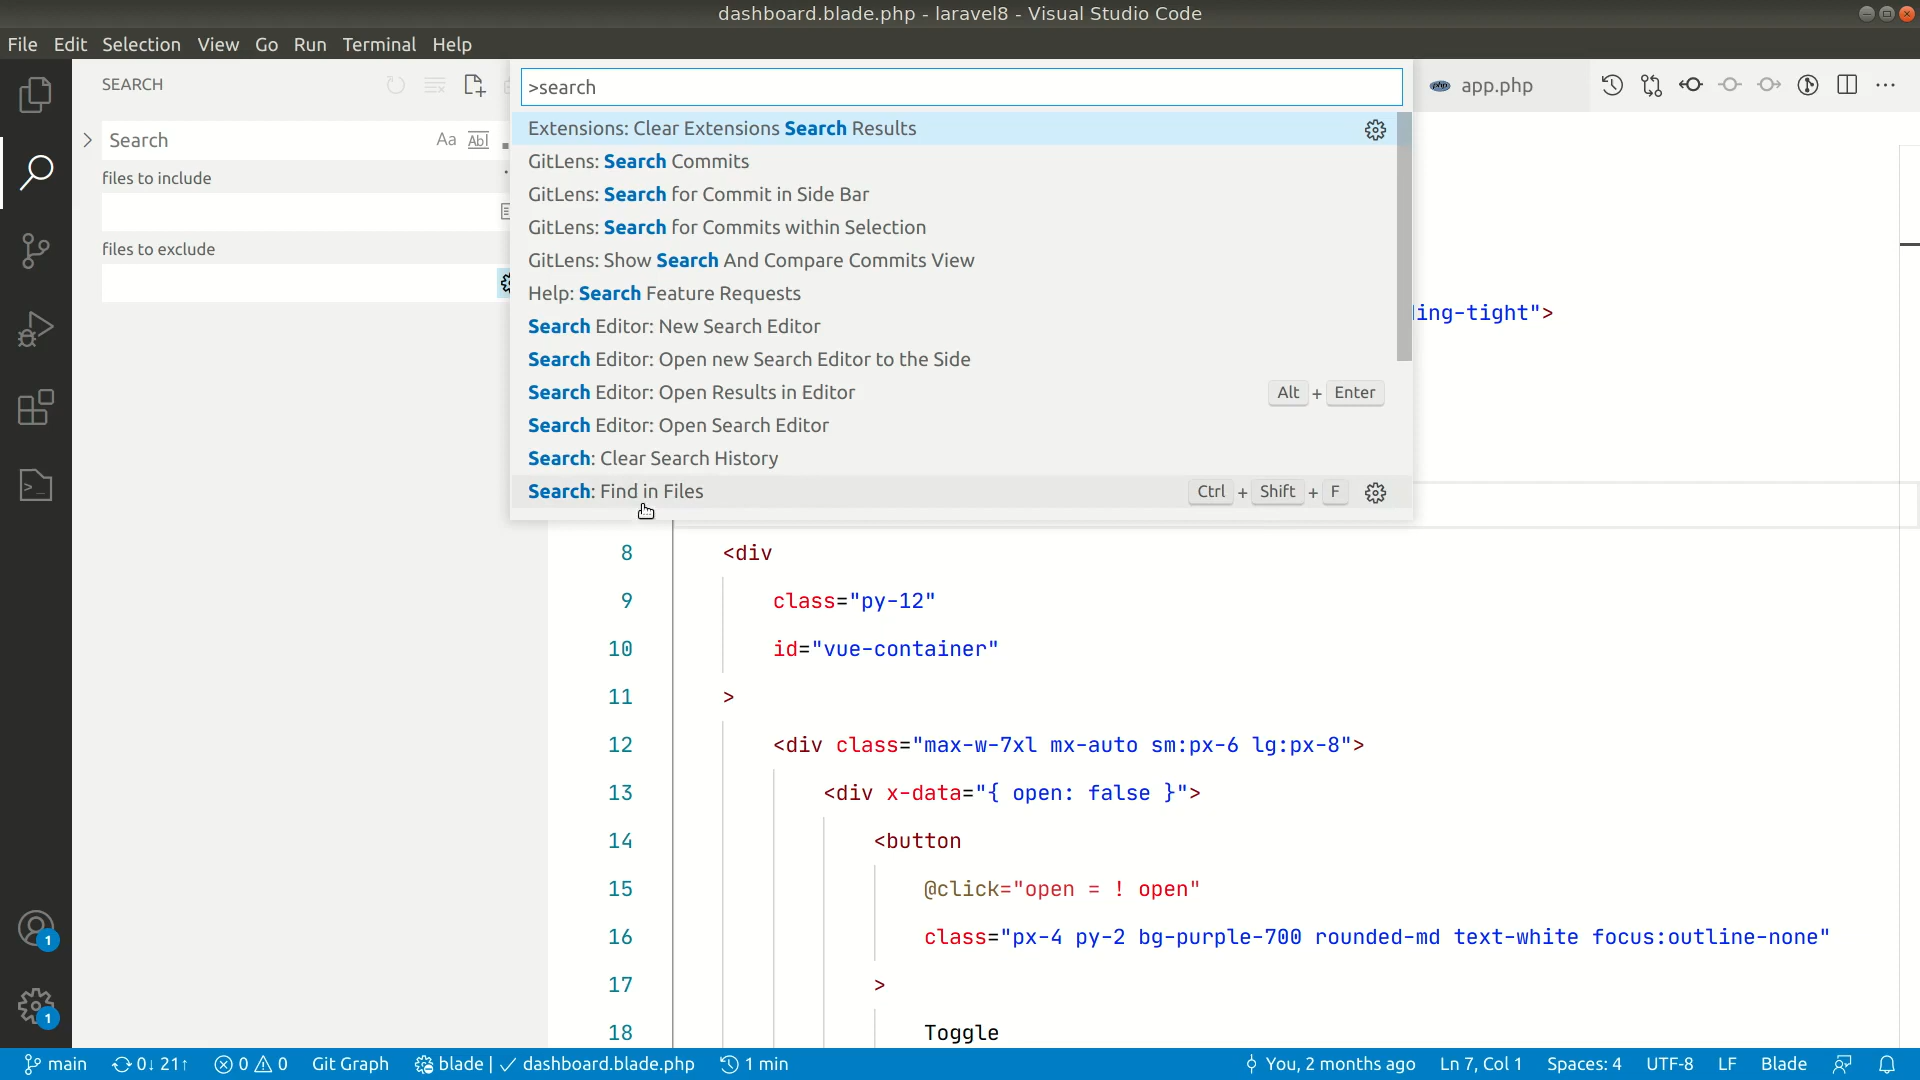 dashboard.blade.php - laravel8 - Visual Studio Code
File Edit Selection View Go Run Terminal Help
SEARCH
Search Aa Abl
files to include
files to exclude
>search
Extensions: Clear Extensions Search Results
GitLens: Search Commits
GitLens: Search for Commit in Side Bar
GitLens: Search for Commits within Selection
GitLens: Show Search And Compare Commits View
Help: Search Feature Requests
Search Editor: New Search Editor
Search Editor: Open new Search Editor to the Side
Search Editor: Open Results in Editor Alt + Enter
Search Editor: Open Search Editor
Search: Clear Search History
Search: Find in Files Ctrl + Shift + F
php app.php
ing-tight">
8 <div
9 class="py-12"
10 id="vue-container"
11 >
12 <div class="max-w-7xl mx-auto sm:px-6 lg:px-8">
13 <div x-data="{ open: false }">
14 <button
15 @click="open = ! open"
16 class="px-4 py-2 bg-purple-700 rounded-md text-white focus:outline-none"
17 >
18 Toggle
1
1
main 0↓ 21↑ 0 0 Git Graph blade | ✓ dashboard.blade.php 1 min You, 2 months ago Ln 7, Col 1 Spaces: 4 UTF-8 LF Blade